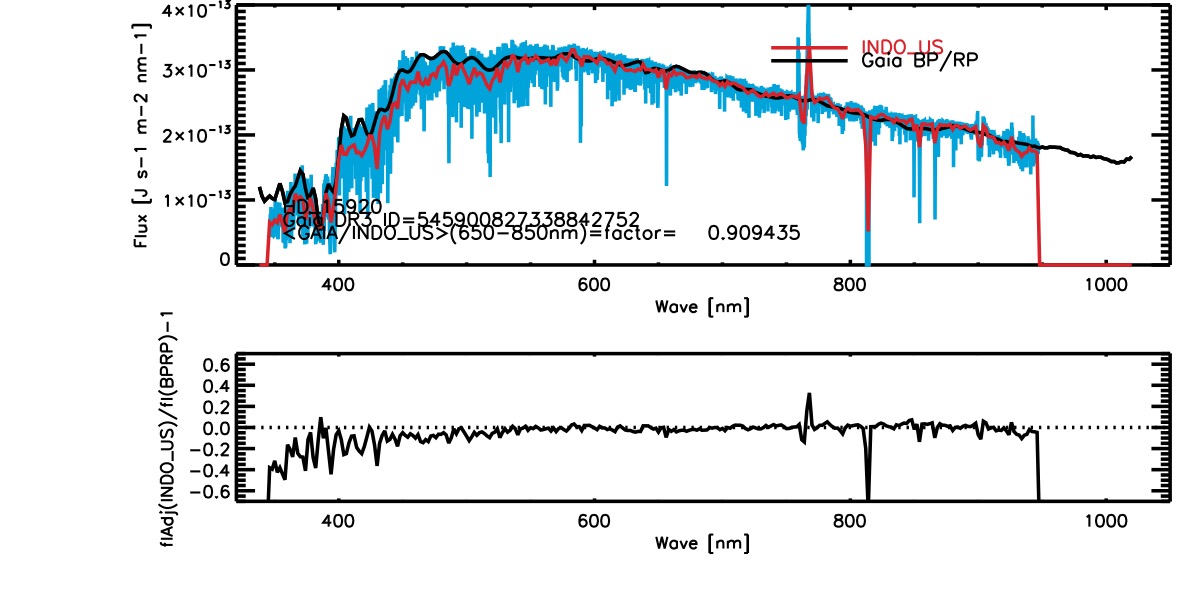 4×10⁻¹³
3×10⁻¹³
2×10⁻¹³
1×10⁻¹³
0
Flux [J s−1 m−2 nm−1]
INDO_US
Gaia BP/RP
HD_15920
Gaia DR3 ID=545900827338842752
<GAIA/INDO_US>(650−850nm)=factor= 0.909435
400 600 800 1000
Wave [nm]
0.6
0.4
0.2
0.0
−0.2
−0.4
−0.6
flAdj(INDO_US)/fl(BPRP)−1
400 600 800 1000
Wave [nm]